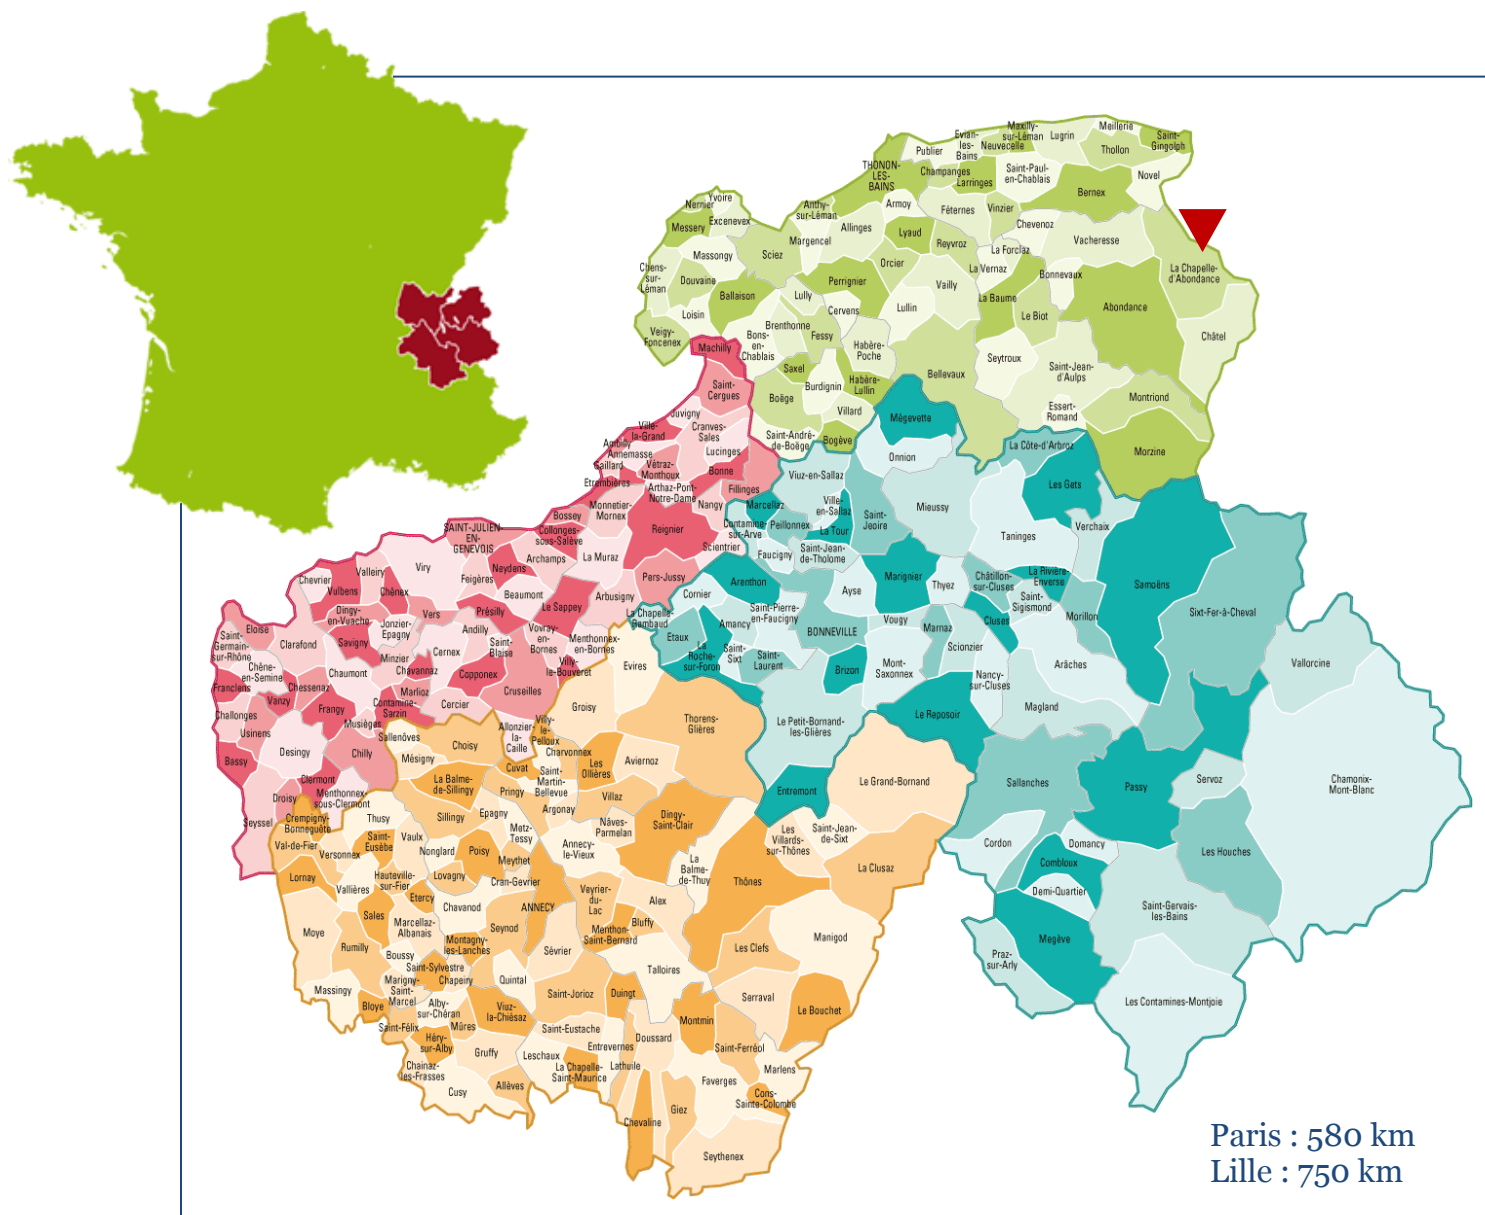 Meillerie
Maxilly-
sur-Léman
Evian-
les-
Bains
Lugrin
Saint-
Gingolph
Neuvecelle
Thollon
Publier
THONON-
LES-
BAINS
Champanges
Larringes
Saint-Paul-
en-Chablais
Novel
Bernex
Yvoire
Nernier
Excenevex
Messery
Anthy-
sur-Léman
Armoy
Féternes
Vinzier
Chevenoz
Vacheresse
Margencel
Allinges
Lyaud
Reyvroz
La Forclaz
Massongy
Sciez
Orcier
La Vernaz
Bonnevaux
La Chapelle-
d'Abondance
Chens-
sur-
Léman
Douvaine
Ballaison
Lully
Perrignier
Vailly
La Baume
Abondance
Loisin
Cervens
Lullin
Le Biot
Veigy-
Foncenex
Bons-
en-
Chablais
Brenthonne
Fessy
Châtel
Machilly
Habère-
Poche
Seytroux
Saint-Jean-
d'Aulps
Saxel
Burdignin
Habère-
Lullin
Bellevaux
Saint-
Cergues
Boëge
Villard
Essert-
Romand
Montriond
Juvigny
Mégevette
Ville-
la-Grand
Cranves-
Sales
Saint-André-
de-Boëge
Bogève
La Côte-d'Arbroz
Morzine
Ambilly
Annemasse
Lucinges
Onnion
Gaillard
Vétraz-
Monthoux
Bonne
Viuz-en-Sallaz
Les Gets
Etrembières
Arthaz-Pont-
Notre-Dame
Fillinges
Marcellaz
Ville-
en-Sallaz
Mieussy
Monnetier-
Mornex
Nangy
Bossey
Contamine-
sur-Arve
Peillonnex
La Tour
Saint-
Jeoire
Verchaix
SAINT-JULIEN-
EN-
GENEVOIS
Collonges-
sous-Salève
Reignier
Scientrier
Taninges
Archamps
La Muraz
Faucigny
Saint-Jean-
de-Tholome
Viry
Neydens
Feigères
Pers-Jussy
Arenthon
Marignier
Thyez
Châtillon-
sur-Cluses
La Rivière-
Enverse
Samoëns
Chevrier
Valleiry
Vulbens
Chênex
Beaumont
Arbusigny
Cornier
Ayse
Saint-
Sigismond
Sixt-Fer-à-Cheval
Dingy-
en-Vuache
Vers
Présilly
Le Sappey
La Chapelle-
Rambaud
Amancy
Saint-Pierre-
en-Faucigny
Vougy
Cluses
Morillon
Eloise
Jonzier-
Epagny
Andilly
Vovray-
en-
Bornes
Menthonnex-
en-Bornes
Etaux
BONNEVILLE
Marnaz
Saint-
Germain-
sur-Rhône
Clarafond
Savigny
Saint-
Blaise
La
Roche-
sur-Foron
Saint-
Sixt
Scionzier
Cernex
Minzier
Evires
Saint-
Laurent
Arâches
Vallorcine
Chêne-
en-Semine
Chaumont
Chavannaz
Copponex
Villy-
le-Bouveret
Brizon
Mont-
Saxonnex
Nancy-
sur-Cluses
Franclens
Chessenaz
Marlioz
Cruseilles
Vanzy
Frangy
Contamine-
Sarzin
Cercier
Groisy
Magland
Challonges
Musièges
Allonzier-
la-
Caille
Villy-
le-
Pelloux
Thorens-
Glières
Le Petit-Bornand-
les-Glières
Le Reposoir
Usinens
Sallenôves
Desingy
Chilly
Choisy
Charvonnex
Bassy
Mésigny
Cuvat
Les
Ollières
Aviernoz
Clermont
La Balme-
de-Sillingy
Saint-
Martin-
Bellevue
Le Grand-Bornand
Sallanches
Servoz
Chamonix-
Mont-Blanc
Droisy
Menthonnex-
sous-Clermont
Pringy
Villaz
Entremont
Passy
Seyssel
Crempigny-
Bonneguête
Thusy
Sillingy
Epagny
Argonay
Nâves-
Parmelan
Dingy-
Saint-Clair
Les
Villards-
sur-Thônes
Saint-Jean-
de-Sixt
Val-de-Fier
Saint-
Eusèbe
Vaulx
Metz-
Tessy
Cordon
Domancy
Versonnex
Nonglard
Poisy
Meythet
Annecy-
le-Vieux
La
Balme-
de-Thuy
La Clusaz
Combloux
Les Houches
Lornay
Hauteville-
sur-Fier
Lovagny
Cran-Gevrier
Thônes
Vallières
Etercy
Veyrier-
du-
Lac
Demi-Quartier
Sales
Chavanod
ANNECY
Alex
Saint-Gervais-
les-Bains
Moye
Marcellaz-
Albanais
Seynod
Bluffy
Menthon-
Saint-Bernard
Manigod
Megève
Rumilly
Montagny-
les-Lanches
Sévrier
Les Clefs
Boussy
Praz-
sur-Arly
Saint-Sylvestre
Talloires
Massingy
Marigny-
Saint-
Marcel
Chapeiry
Quintal
Saint-Jorioz
Duingt
Serraval
Les Contamines-Montjoie
Bloye
Alby-
sur-Chéran
Viuz-
la-Chiésaz
Montmin
Le Bouchet
Saint-Félix
Mûres
Saint-Eustache
Doussard
Héry-
sur-Alby
Gruffy
Leschaux
Entrevernes
Saint-Ferréol
Chainaz-
les-Frasses
La Chapelle-
Saint-Maurice
Lathuile
Marlens
Cusy
Allèves
Faverges
Cons-
Sainte-Colombe
Giez
Chevaline
Seythenex
Paris : 580 km
Lille : 750 km